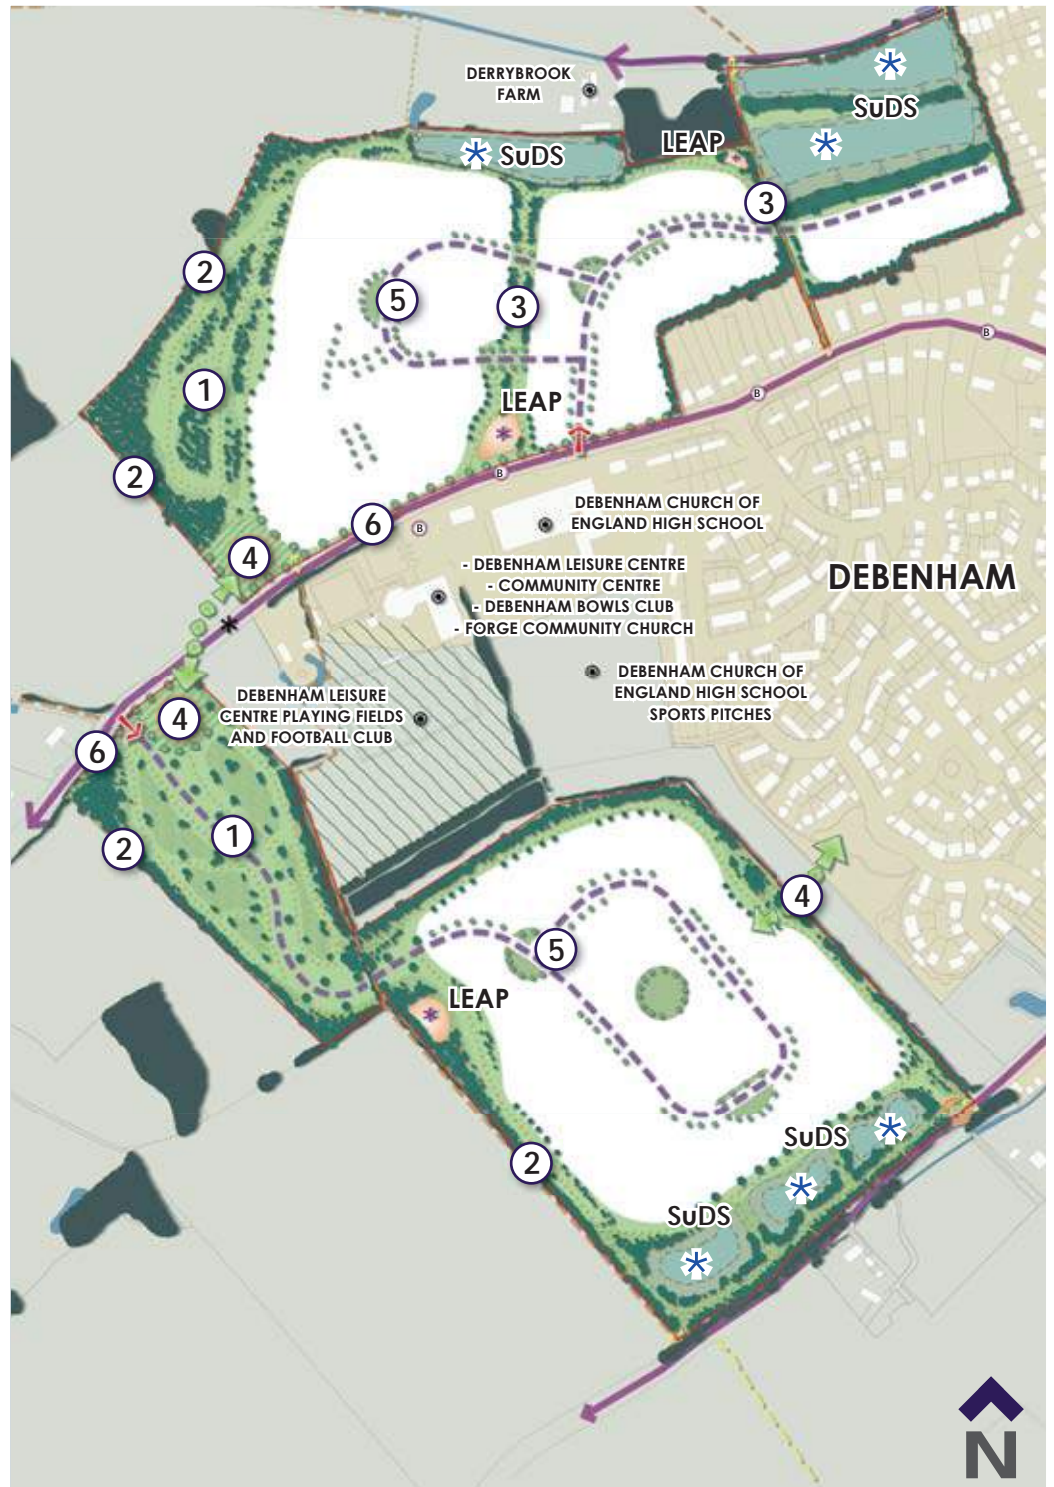 DERRYBROOK
FARM
SuDS
LEAP
SuDS
3
2
5
3
1
LEAP
B
B
2
B
6
B
DEBENHAM CHURCH OF
ENGLAND HIGH SCHOOL
4
- DEBENHAM LEISURE CENTRE
- COMMUNITY CENTRE
- DEBENHAM BOWLS CLUB
- FORGE COMMUNITY CHURCH
DEBENHAM
DEBENHAM CHURCH OF
ENGLAND HIGH SCHOOL
SPORTS PITCHES
DEBENHAM LEISURE
CENTRE PLAYING FIELDS
AND FOOTBALL CLUB
4
6
1
2
4
5
LEAP
SuDS
2
SuDS
N